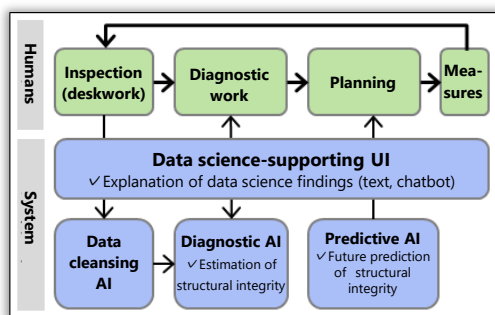 Humans
Inspection
(deskwork)
Diagnostic
work
Planning
Mea-
sures
System
Data science-supporting UI
✓ Explanation of data science findings (text, chatbot)
Data
cleansing
AI
Diagnostic AI
✓ Estimation of
structural integrity
Predictive AI
✓ Future prediction
of structural
integrity